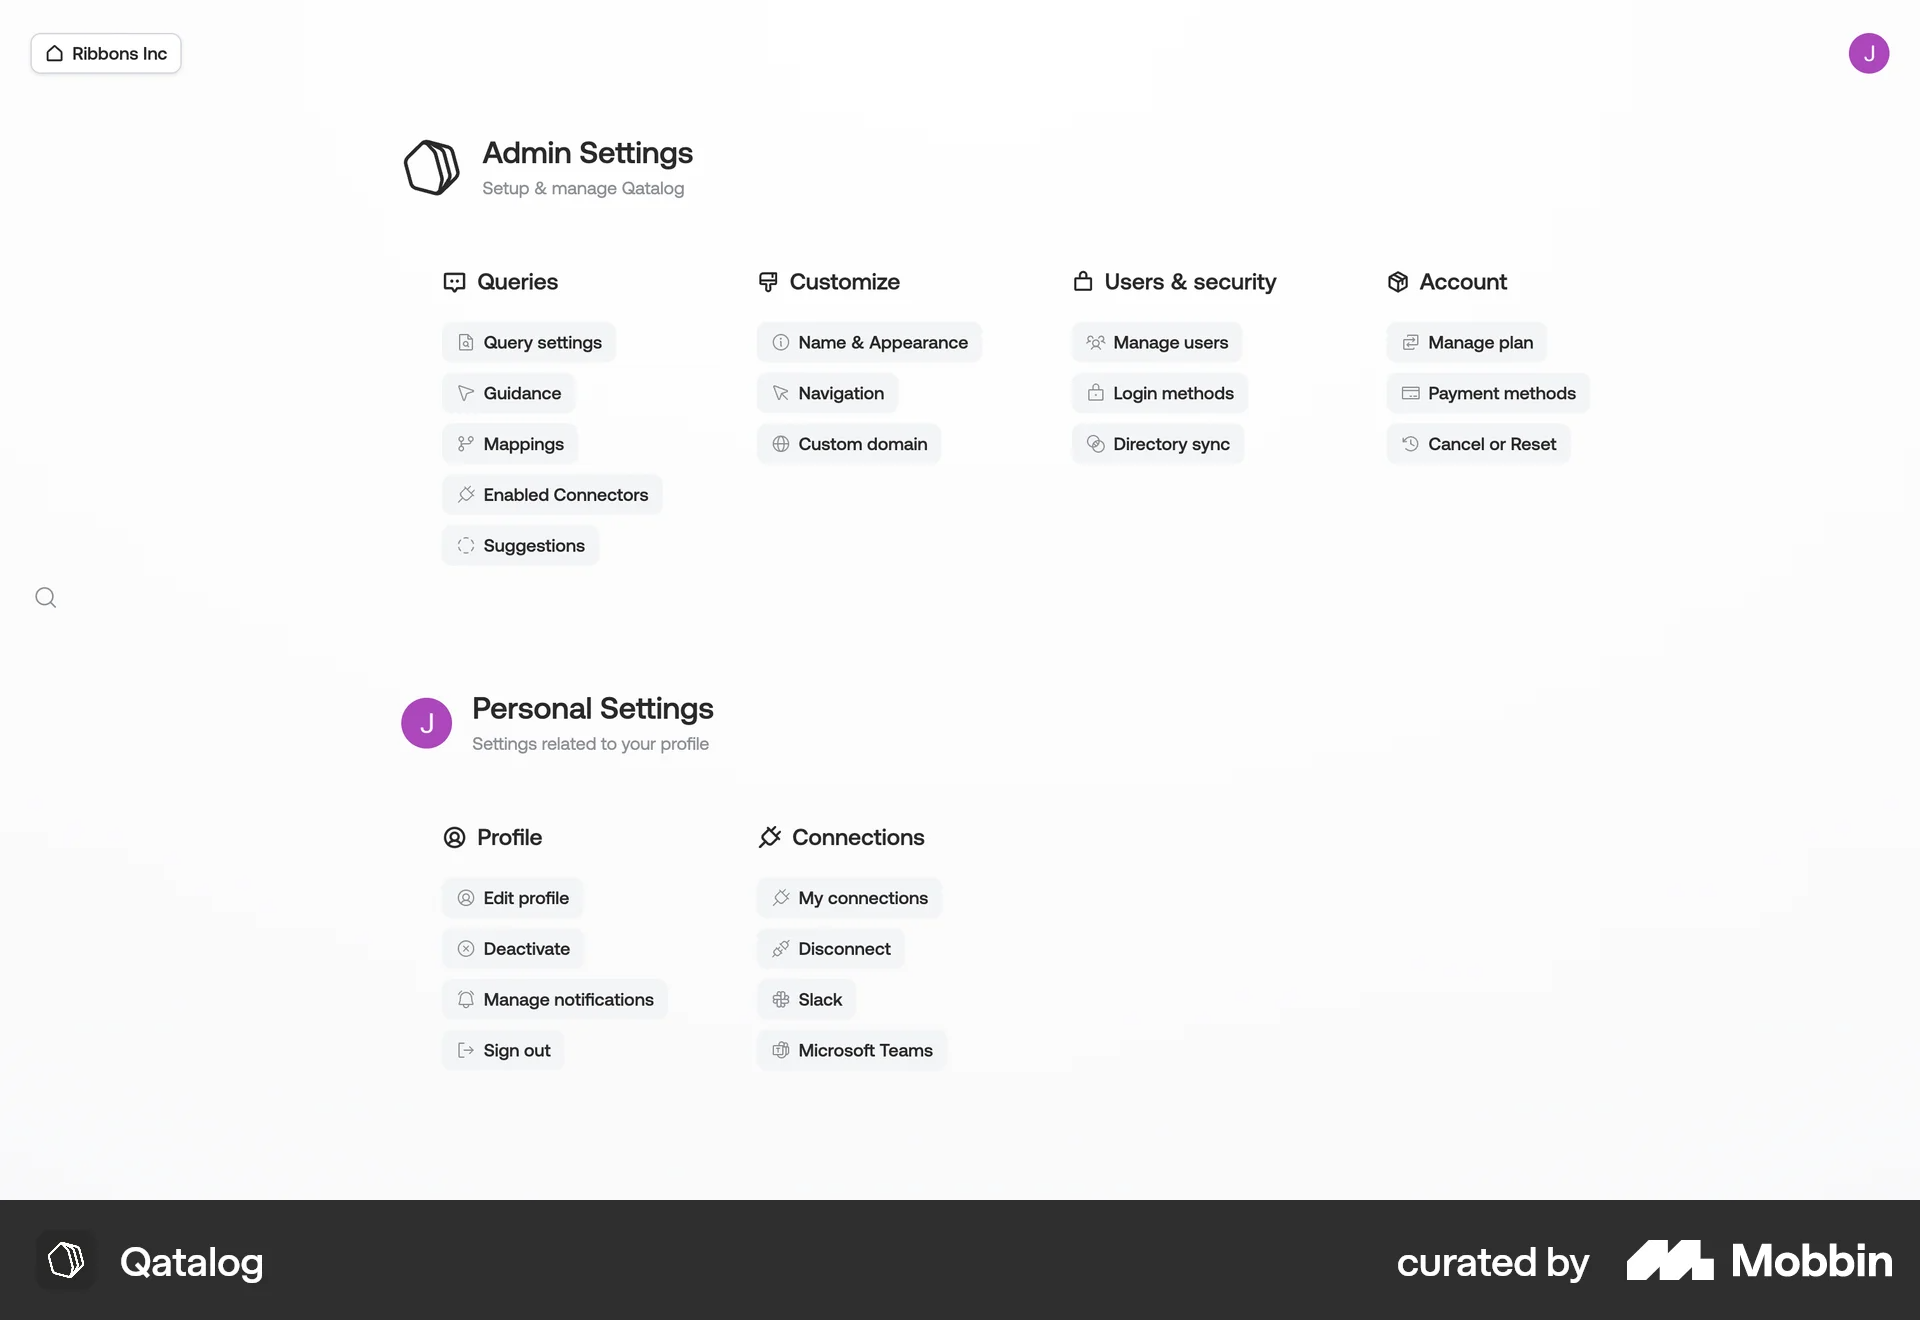 Ribbons Inc
J
Admin Settings
Setup & manage Qatalog
Queries
Query settings
Guidance
Mappings
Enabled Connectors
Suggestions
Customize
Name & Appearance
Navigation
Custom domain
Users & security
Manage users
Login methods
Directory sync
Account
Manage plan
Payment methods
Cancel or Reset
J
Personal Settings
Settings related to your profile
Profile
Edit profile
Deactivate
Manage notifications
Sign out
Connections
My connections
Disconnect
Slack
Microsoft Teams
Qatalog
curated by Mobbin